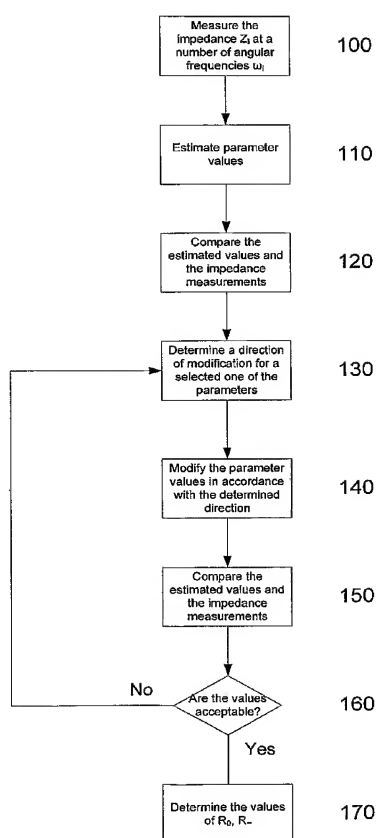 Measure the
impedance Zᵢ at a
number of angular
frequencies ωᵢ
100
Estimate parameter
values
110
Compare the
estimated values and
the impedance
measurements
120
Determine a direction
of modification for a
selected one of the
parameters
130
Modify the parameter
values in accordance
with the determined
direction
140
Compare the
estimated values and
the impedance
measurements
150
No
Are the values
acceptable?
160
Yes
Determine the values
of R₀, R∞
170